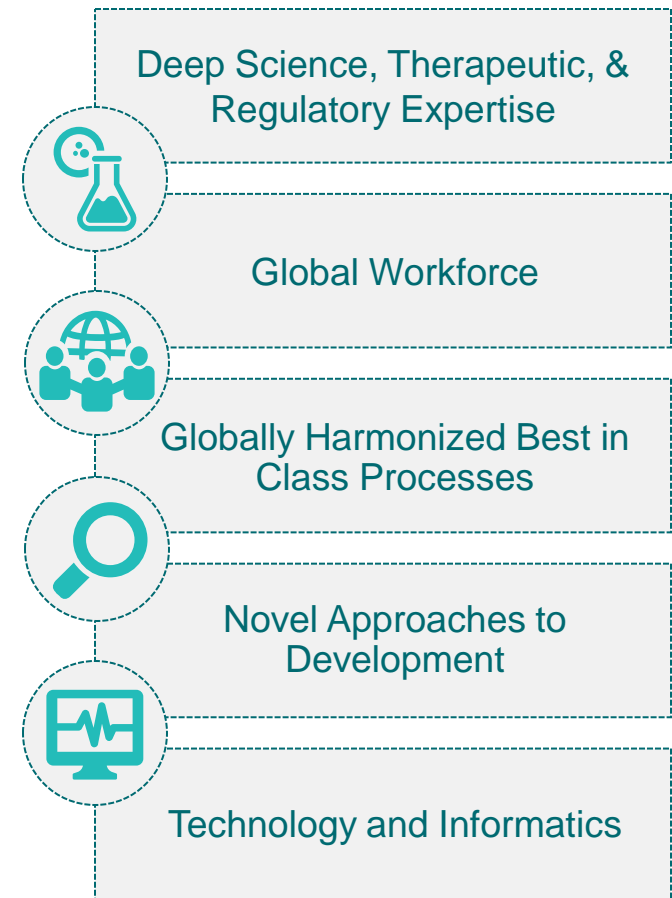 Deep Science, Therapeutic, &
Regulatory Expertise
Global Workforce
Globally Harmonized Best in
Class Processes
Novel Approaches to
Development
Technology and Informatics